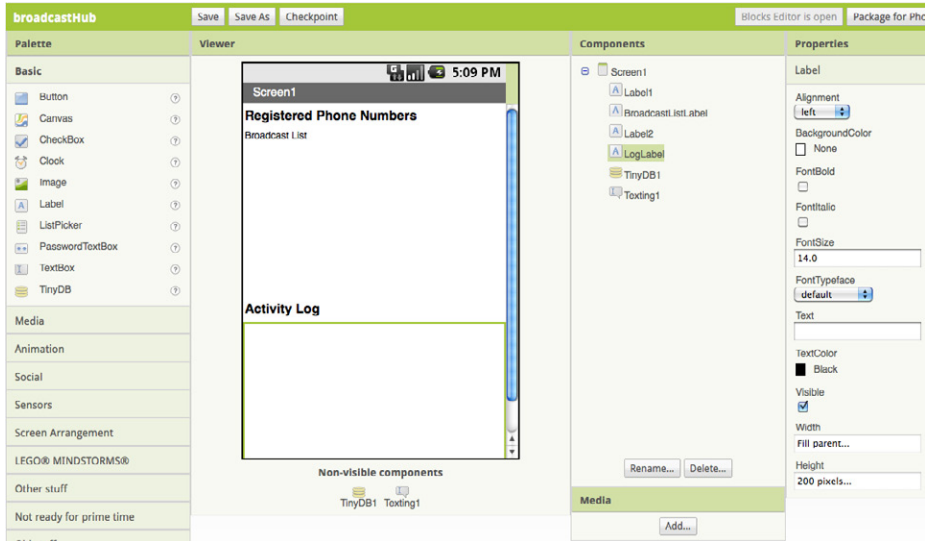 broadcastHub Save Save As Checkpoint Blocks Editor is open Package for Pho
Palette Viewer Components Properties
Basic
Button
Canvas
CheckBox
Clock
Image
Label
ListPicker
PasswordTextBox
TextBox
TinyDB
Media
Animation
Social
Sensors
Screen Arrangement
LEGO® MINDSTORMS®
Other stuff
Not ready for prime time
5:09 PM
Screen1
Registered Phone Numbers
Broadcast List
Activity Log
Non-visible components
TinyDB1 Texting1
Screen1
Label1
BroadcastListLabel
Label2
LogLabel
TinyDB1
Texting1
Rename... Delete...
Media
Add...
Label
Alignment
left
BackgroundColor
None
FontBold
FontItalic
FontSize
14.0
FontTypeface
default
Text
TextColor
Black
Visible
Width
Fill parent...
Height
200 pixels...